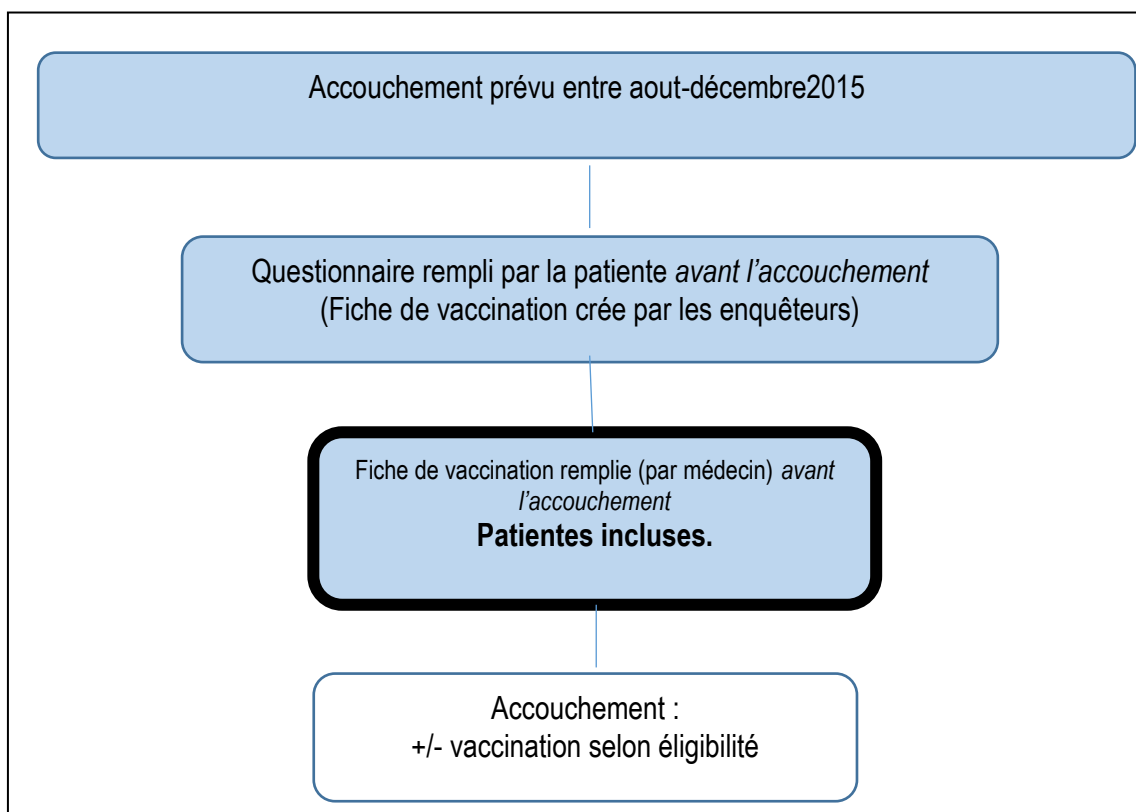 Accouchement prévu entre aout-décembre2015
Questionnaire rempli par la patiente avant l’accouchement
(Fiche de vaccination crée par les enquêteurs)
Fiche de vaccination remplie (par médecin) avant
l’accouchement
Patientes incluses.
Accouchement :
+/- vaccination selon éligibilité